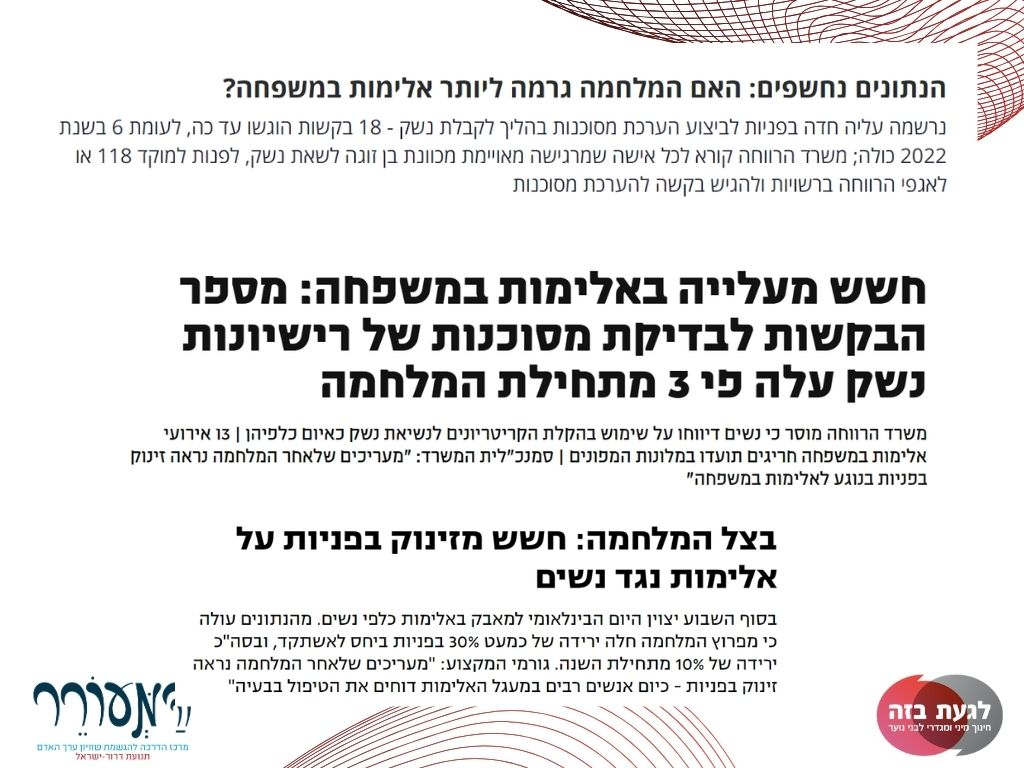 הנתונים נחשפים: האם המלחמה גרמה ליותר אלימות במשפחה?
נרשמה עליה חדה בפניות לביצוע הערכת מסוכנות בהליך לקבלת נשק - 18 בקשות הוגשו עד כה, לעומת 6 בשנת
2022 כולה; משרד הרווחה קורא לכל אישה שמרגישה מאויימת מכוונת בן זוגה לשאת נשק, לפנות למוקד 118 או
לאגפי הרווחה ברשויות ולהגיש בקשה להערכת מסוכנות
חשש מעלייה באלימות במשפחה: מספר
הבקשות לבדיקת מסוכנות של רישיונות
נשק עלה פי 3 מתחילת המלחמה
משרד הרווחה מוסר כי נשים דיווחו על שימוש בהקלת הקריטריונים לנשיאת נשק כאיום כלפיהן | 13 אירועי
אלימות במשפחה חריגים תועדו במלונות המפונים | סמנכ"לית המשרד: "מעריכים שלאחר המלחמה נראה זינוק
בפניות בנוגע לאלימות במשפחה"
בצל המלחמה: חשש מזינוק בפניות על
אלימות נגד נשים
בסוף השבוע יצוין היום הבינלאומי למאבק באלימות כלפי נשים. מהנתונים עולה
כי מפרוץ המלחמה חלה ירידה של כמעט 30% בפניות ביחס לאשתקד, ובסה"כ
ירידה של 10% מתחילת השנה. גורמי המקצוע: "מעריכים שלאחר המלחמה נראה
זינוק בפניות - כיום אנשים רבים במעגל האלימות דוחים את הטיפול בבעיה"
לגעת בזה
חינוך מיני ומגדרי לבני נוער
וַיִּתְעוֹרֵר
מרכז הדרכה להגשמת שוויון ערך האדם
תנועת דרור-ישראל